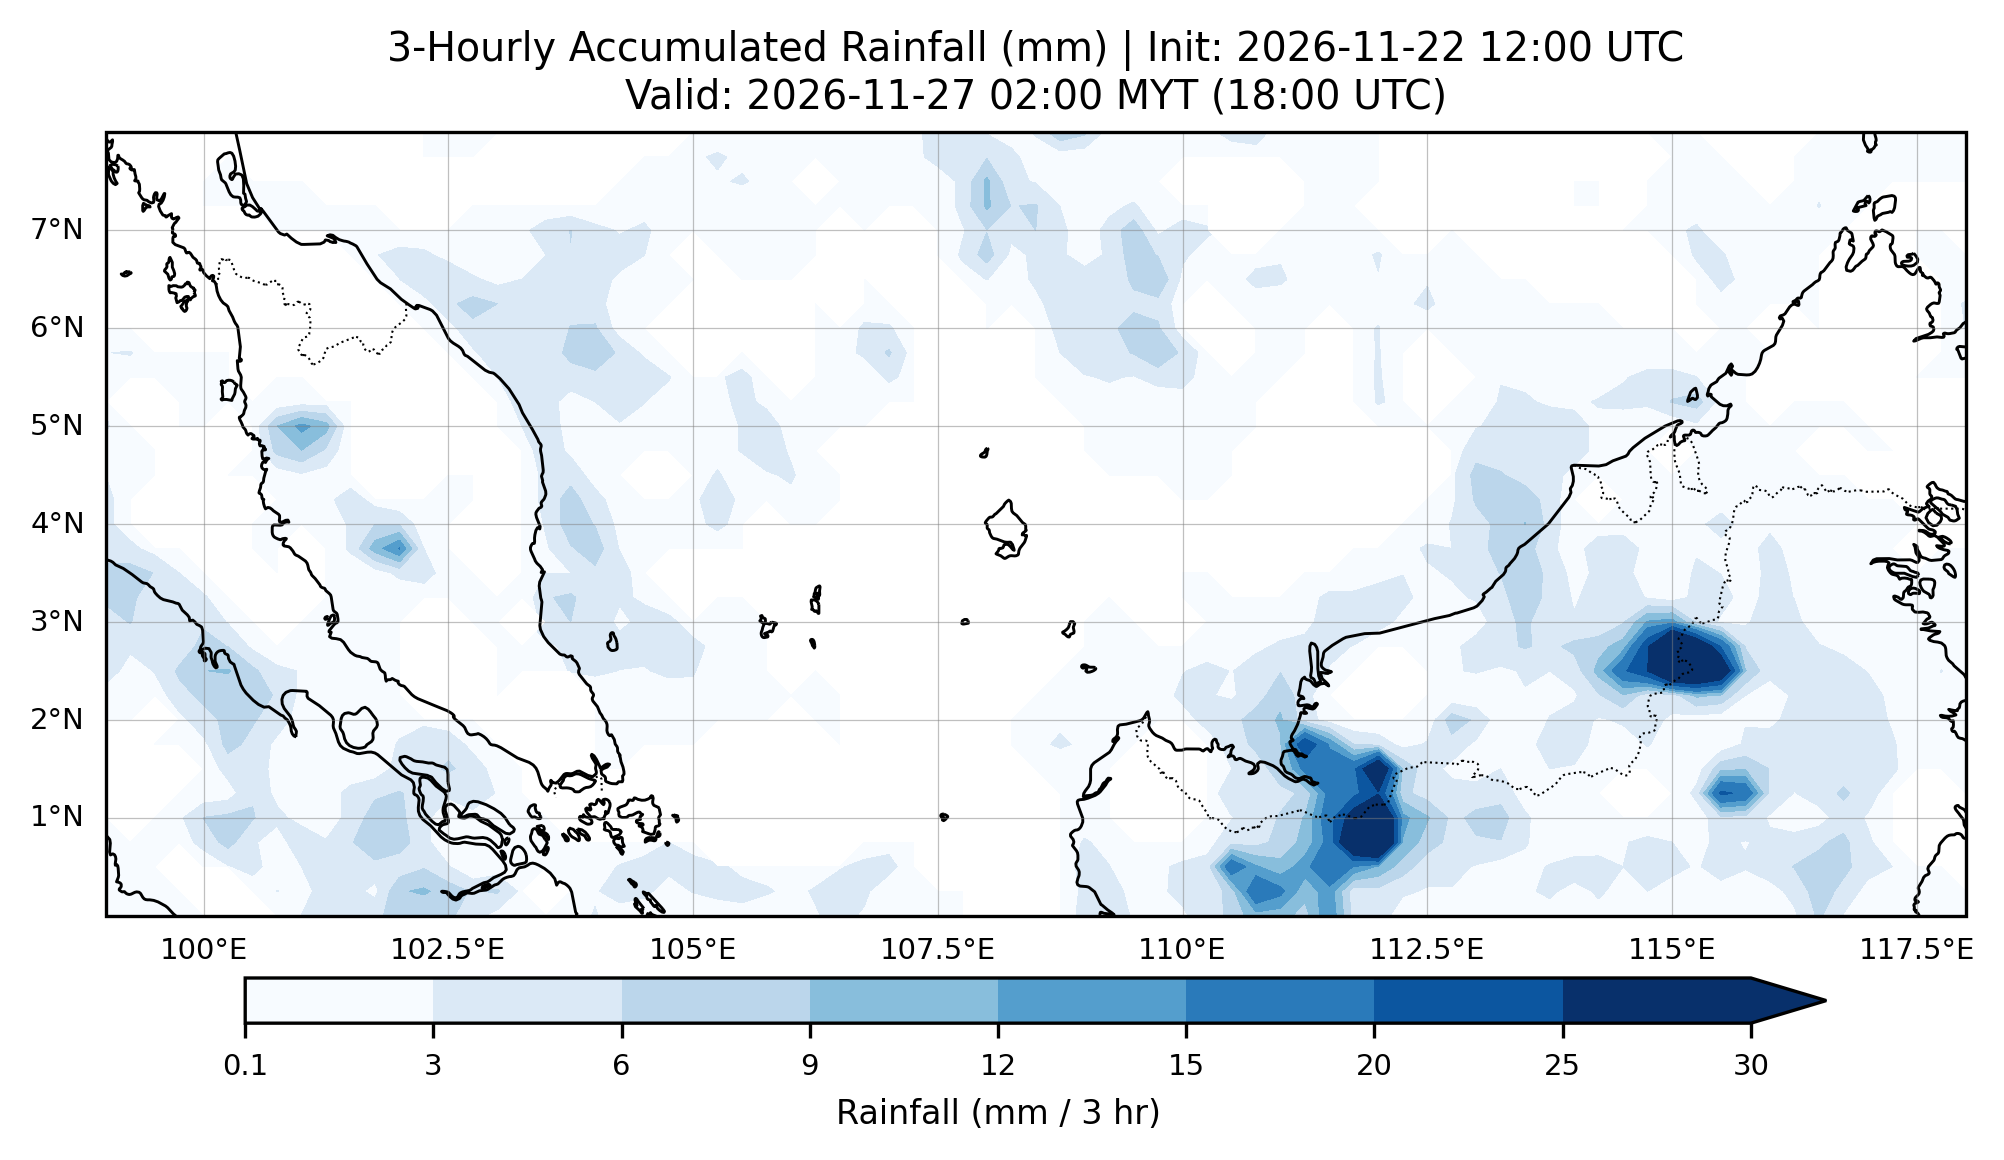 3-Hourly Accumulated Rainfall (mm) | Init: 2026-11-22 12:00 UTC
Valid: 2026-11-27 02:00 MYT (18:00 UTC)
7°N
6°N
5°N
4°N
3°N
2°N
1°N
100°E 102.5°E 105°E 107.5°E 110°E 112.5°E 115°E 117.5°E
0.1 3 6 9 12 15 20 25 30
Rainfall (mm / 3 hr)